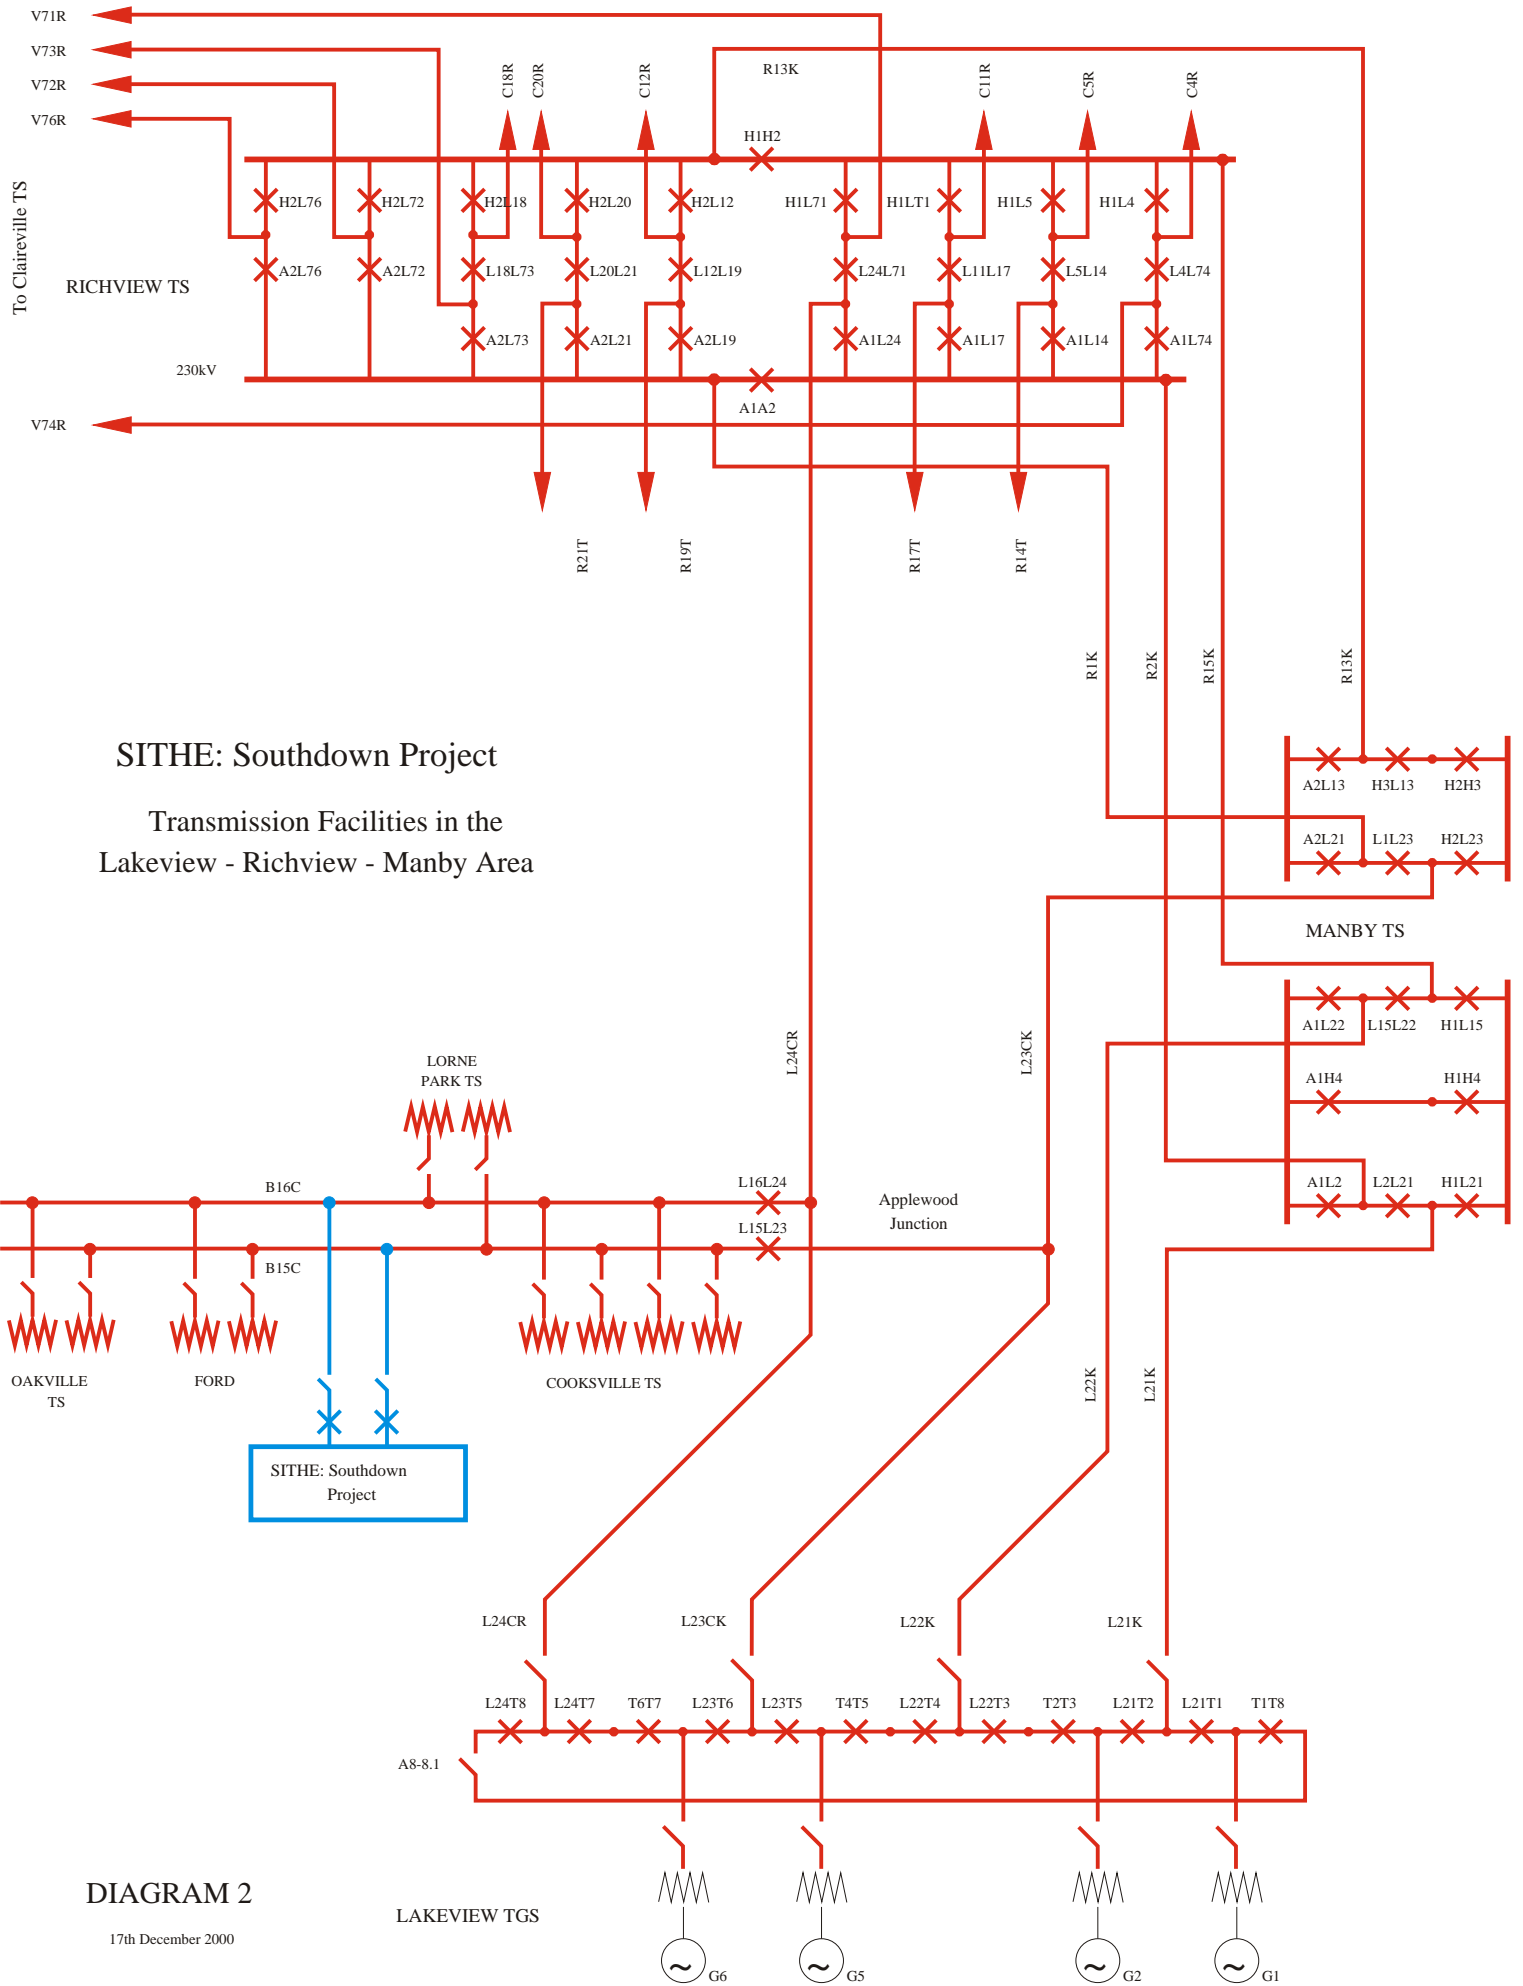 V71R
V73R
V72R
V76R
C18R
C20R
C12R
R13K
C11R
C5R
C4R
H1H2
To Claireville TS
H2L76
H2L72
H2L18
H2L20
H2L12
H1L71
H1LT1
H1L5
H1L4
A2L76
A2L72
L18L73
L20L21
L12L19
L24L71
L11L17
L5L14
L4L74
RICHVIEW TS
A2L73
A2L21
A2L19
A1L24
A1L17
A1L14
A1L74
230kV
A1A2
V74R
R21T
R19T
R17T
R14T
R1K
R2K
R15K
R13K
SITHE: Southdown Project
Transmission Facilities in the
Lakeview - Richview - Manby Area
A2L13
H3L13
H2H3
A2L21
L1L23
H2L23
MANBY TS
A1L22
L15L22
H1L15
L24CR
L23CK
LORNE
PARK TS
A1H4
H1H4
B16C
L16L24
Applewood
Junction
A1L2
L2L21
H1L21
L15L23
B15C
OAKVILLE
TS
FORD
COOKSVILLE TS
L22K
L21K
SITHE: Southdown
Project
L24CR
L23CK
L22K
L21K
L24T8
L24T7
T6T7
L23T6
L23T5
T4T5
L22T4
L22T3
T2T3
L21T2
L21T1
T1T8
A8-8.1
DIAGRAM 2
LAKEVIEW TGS
17th December 2000
G6
G5
G2
G1